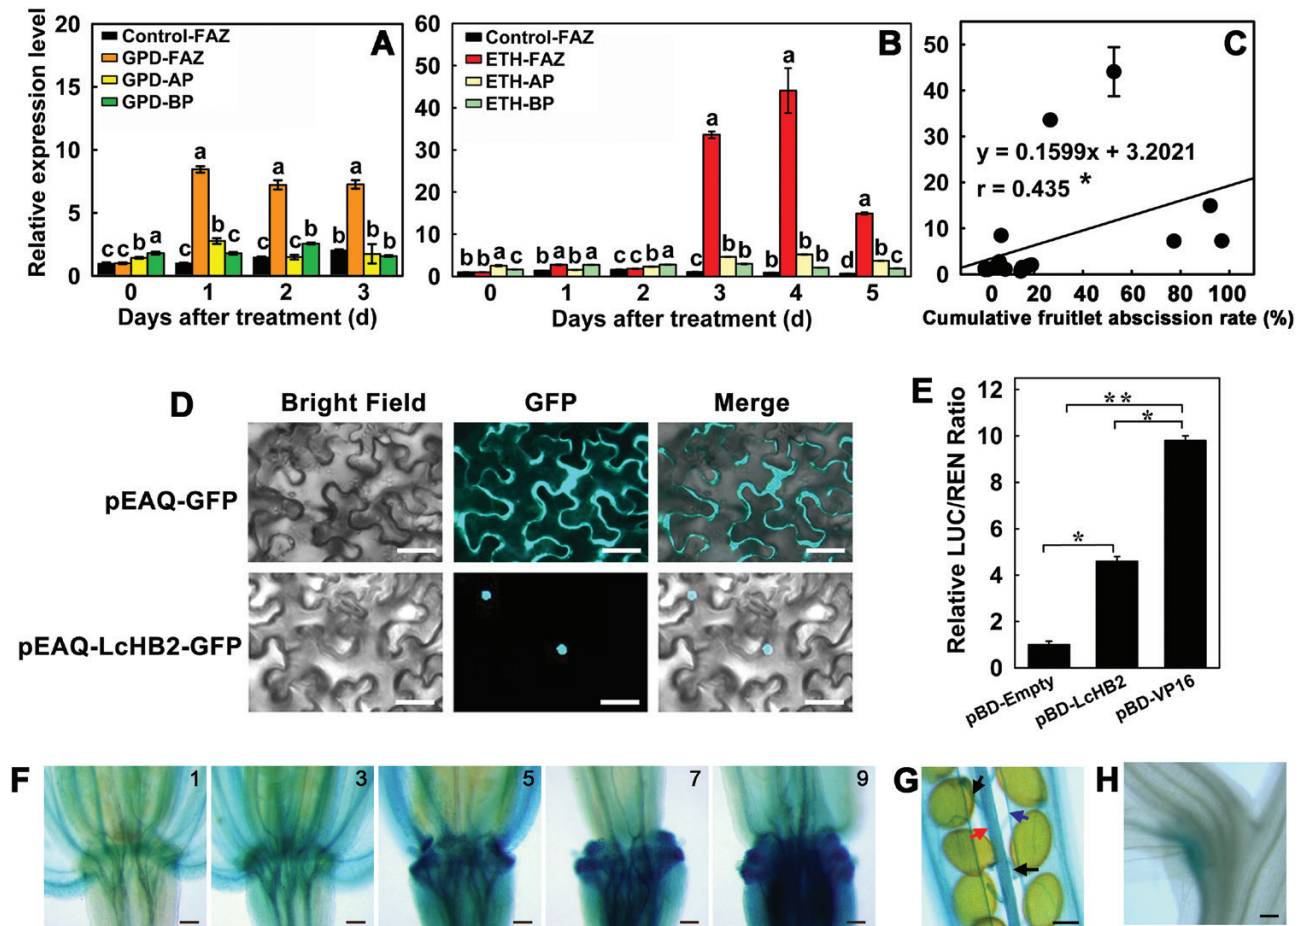 A
Relative expression level
20
15
10
5
0
Control-FAZ
GPD-FAZ
GPD-AP
GPD-BP
c c b a
c a b b
c a c b
b a b b
0 1 2 3
Days after treatment (d)
B
60
50
40
30
20
10
0
Control-FAZ
ETH-FAZ
ETH-AP
ETH-BP
b b a c
c a b a
c c b a
c a b b
b a b b
d a b c
0 1 2 3 4 5
Days after treatment (d)
C
50
40
30
20
10
0
y = 0.1599x + 3.2021
r = 0.435 *
0 20 40 60 80 100
Cumulative fruitlet abscission rate (%)
D
Bright Field GFP Merge
pEAQ-GFP
pEAQ-LcHB2-GFP
E
Relative LUC/REN Ratio
12
10
8
6
4
2
0
**
*
*
pBD-Empty
pBD-LcHB2
pBD-VP16
F
1 3 5 7 9
G
H